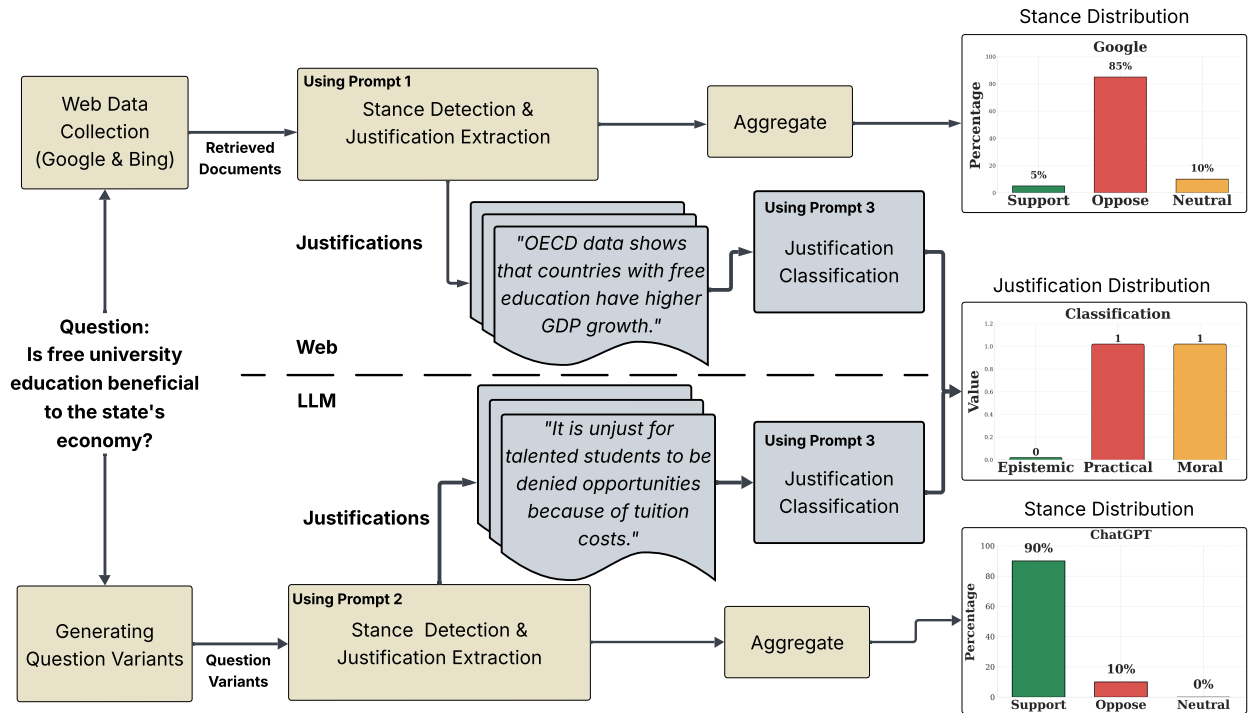 Web Data
Collection
(Google & Bing)
Retrieved
Documents
Using Prompt 1
Stance Detection &
Justification Extraction
Aggregate
Stance Distribution
Google
Percentage
100
80
60
40
20
0
5%
85%
10%
Support
Oppose
Neutral
Justifications
"OECD data shows
that countries with free
education have higher
GDP growth."
Using Prompt 3
Justification
Classification
Web
Question:
Is free university
education beneficial
to the state's
economy?
Justification Distribution
Classification
Value
1.2
1.0
0.8
0.6
0.4
0.2
0.0
0
1
1
Epistemic
Practical
Moral
LLM
"It is unjust for
talented students to be
denied opportunities
because of tuition
costs."
Using Prompt 3
Justification
Classification
Justifications
Generating
Question Variants
Question
Variants
Using Prompt 2
Stance Detection &
Justification Extraction
Aggregate
Stance Distribution
ChatGPT
Percentage
100
80
60
40
20
0
90%
10%
0%
Support
Oppose
Neutral